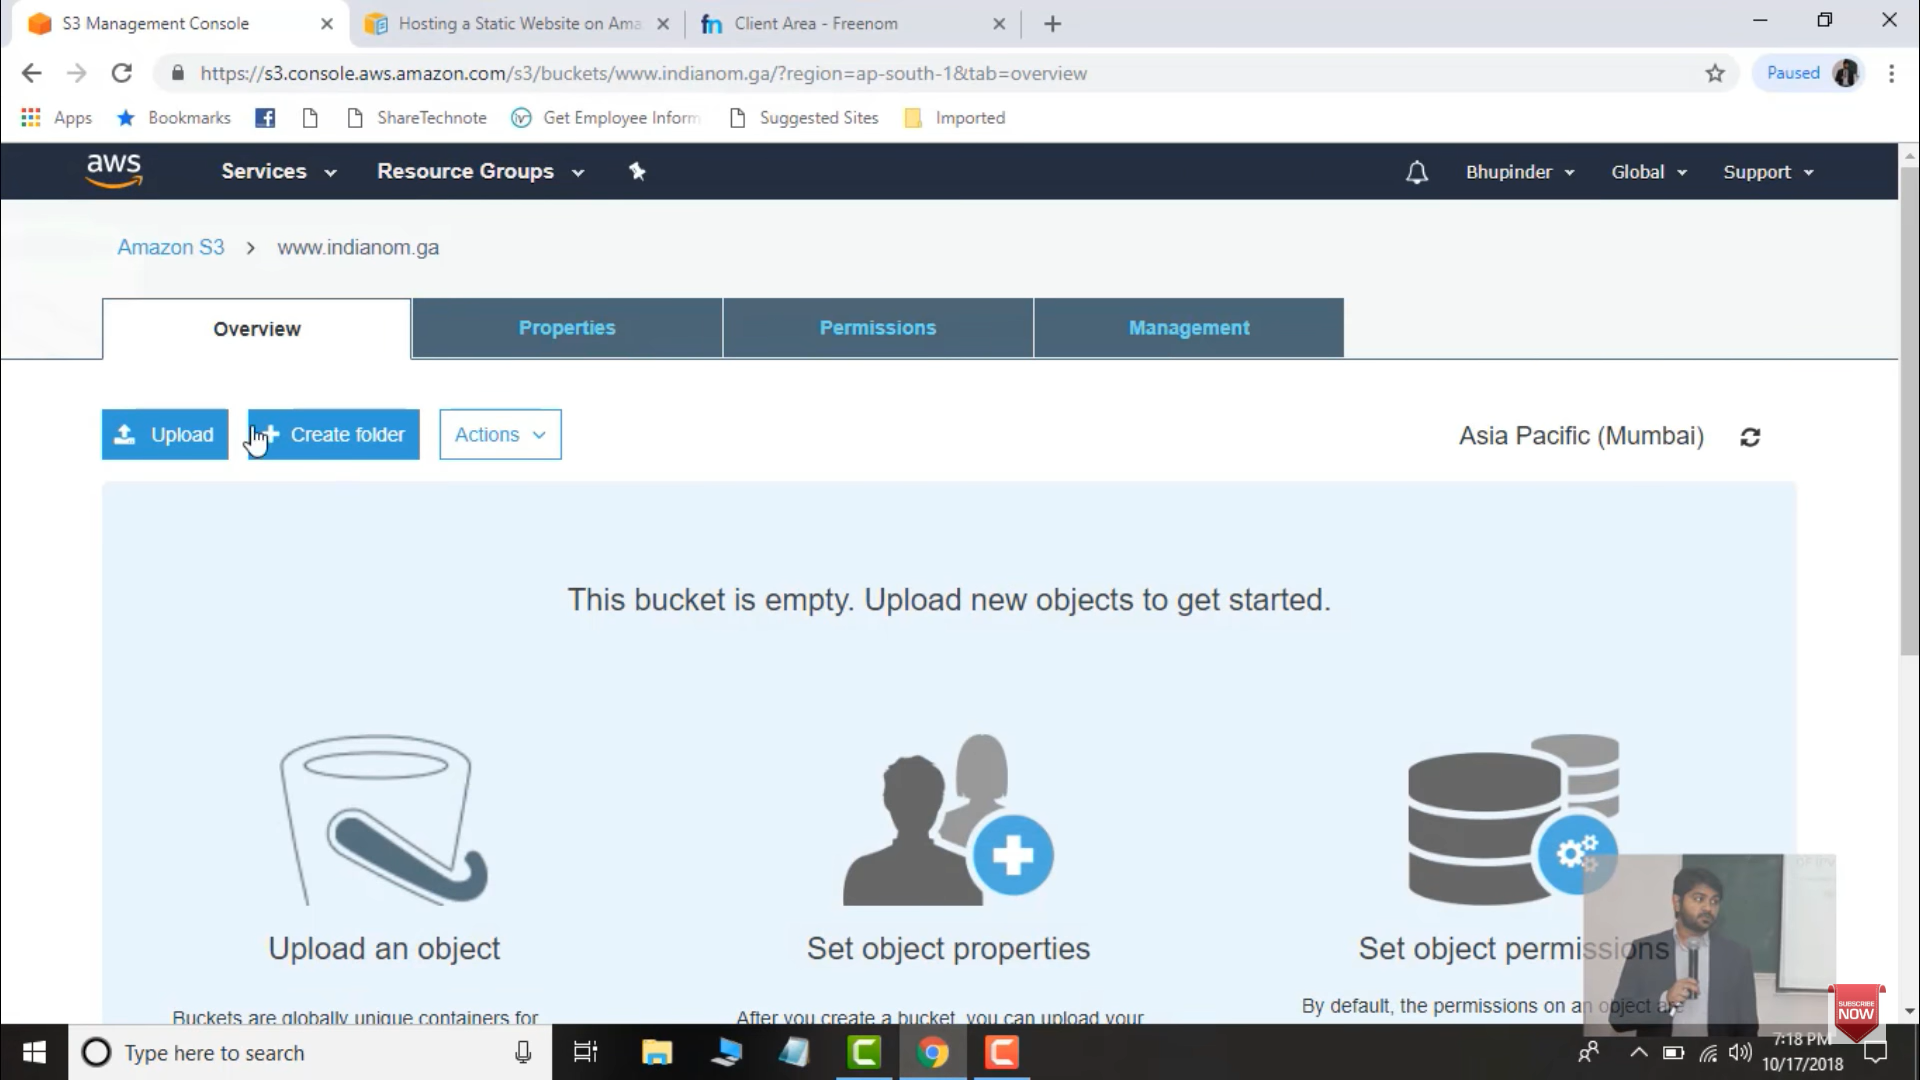 S3 Management Console
Hosting a Static Website on Ama
fn Client Area - Freenom
https://s3.console.aws.amazon.com/s3/buckets/www.indianom.ga/?region=ap-south-1&tab=overview
Paused
Apps
Bookmarks
ShareTechnote
Get Employee Inform
Suggested Sites
Imported
aws
Services
Resource Groups
Bhupinder
Global
Support
Amazon S3 > www.indianom.ga
Overview
Properties
Permissions
Management
Upload
Create folder
Actions
Asia Pacific (Mumbai)
This bucket is empty. Upload new objects to get started.
Upload an object
Set object properties
Set object permissions
Buckets are globally unique containers for
After you create a bucket, you can upload your
By default, the permissions on an object are
SUBSCRIBE
NOW
Type here to search
7:18 PM
10/17/2018